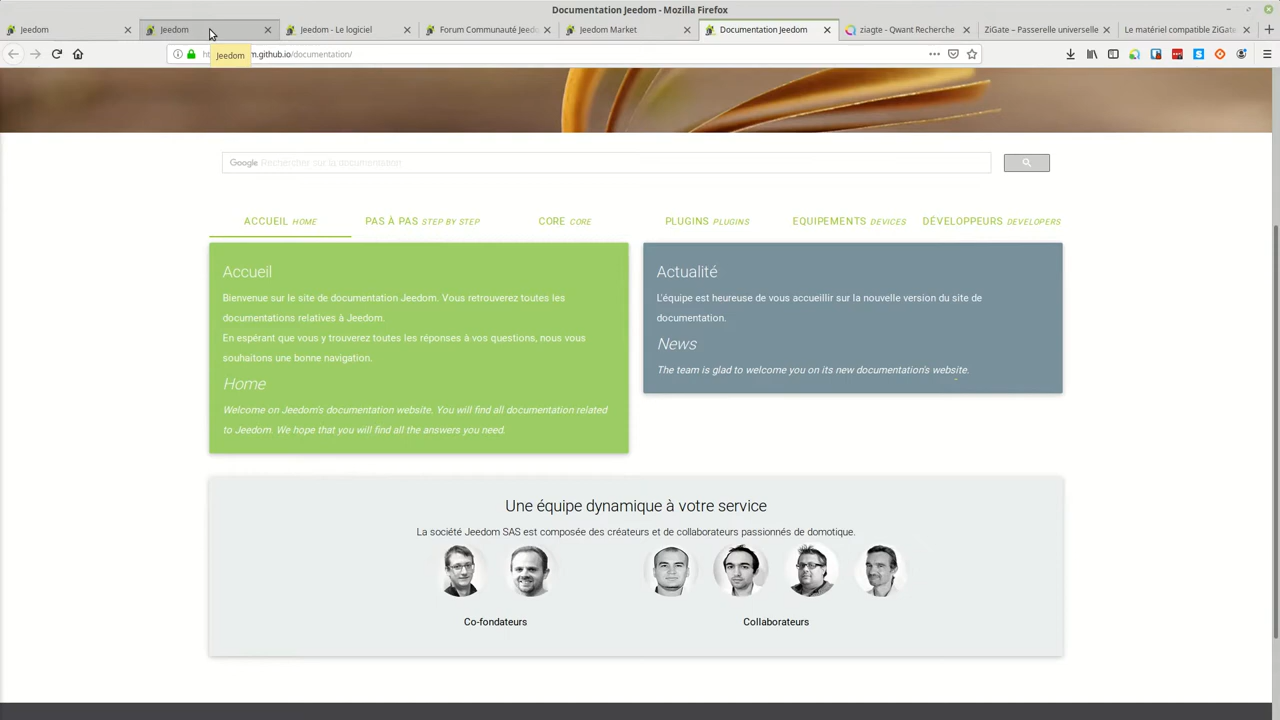 Documentation Jeedom - Mozilla Firefox
Jeedom
Jeedom
Jeedom - Le logiciel
Forum Communauté Jeedo
Jeedom Market
Documentation Jeedom
ziagte - Qwant Recherche
ZiGate – Passerelle universelle
Le matériel compatible ZiGate
m.github.io/documentation/
Jeedom
Google Rechercher sur la documentation
ACCUEIL HOME
PAS À PAS STEP BY STEP
CORE CORE
PLUGINS PLUGINS
EQUIPEMENTS DEVICES
DÉVELOPPEURS DEVELOPERS
Accueil
Bienvenue sur le site de documentation Jeedom. Vous retrouverez toutes les
documentations relatives à Jeedom.
En espérant que vous y trouverez toutes les réponses à vos questions, nous vous
souhaitons une bonne navigation.
Home
Welcome on Jeedom's documentation website. You will find all documentation related
to Jeedom. We hope that you will find all the answers you need.
Actualité
L'équipe est heureuse de vous accueillir sur la nouvelle version du site de
documentation.
News
The team is glad to welcome you on its new documentation's website.
Une équipe dynamique à votre service
La société Jeedom SAS est composée des créateurs et de collaborateurs passionnés de domotique.
Co-fondateurs
Collaborateurs